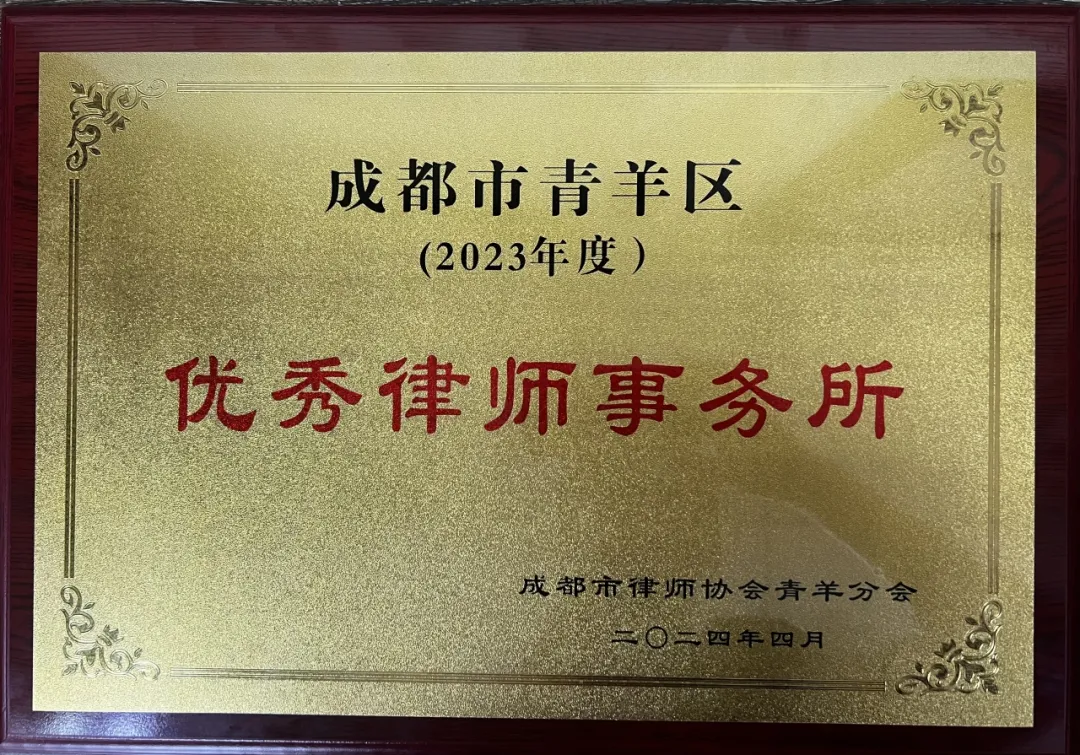 成都市青羊区
(2023年度）
优秀律师事务所
成都市律师协会青羊分会
二〇二四年四月